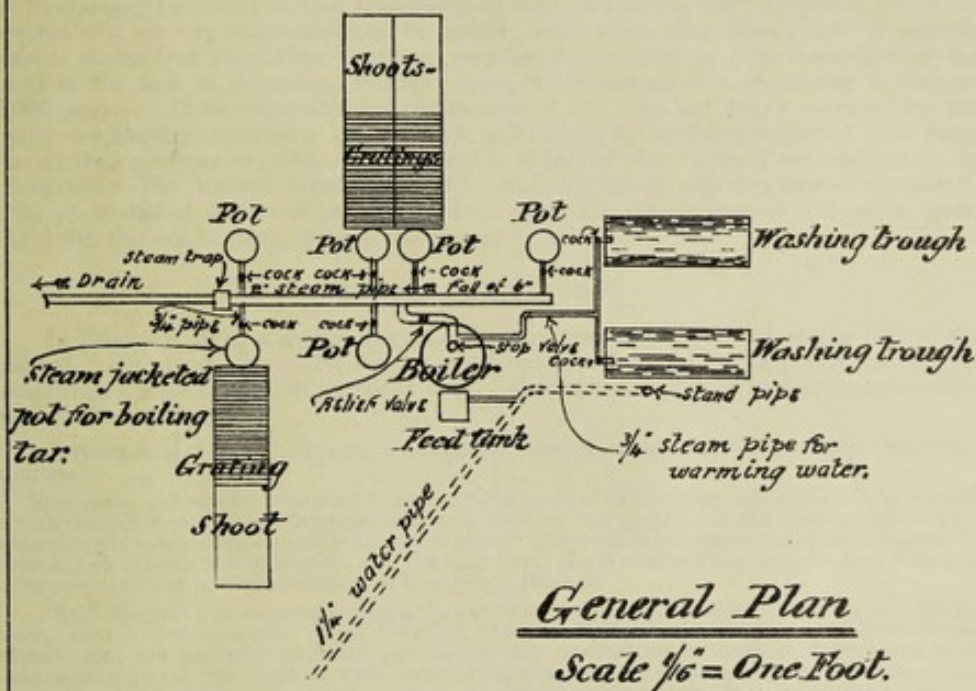 Shoots-
Gratings
Pot
Pot
Pot
Pot
steam trap
cock
cock
cock
cock
cock
Washing trough
Drain
2" steam pipe
Fall of 6"
3/4" pipe
cock
cock
Pot
stop valve
cock
Washing trough
Boiler
steam jacketed
pot for boiling
tar.
Relief valve
stand pipe
Feed tank
3/4" steam pipe for
warming water.
Grating
Shoot
1 1/4" water pipe
General Plan
Scale 1/16" = One Foot.